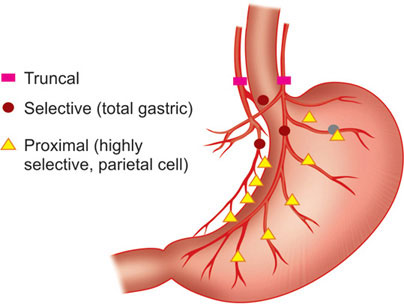 Truncal
Selective (total gastric)
Proximal (highly
selective, parietal cell)